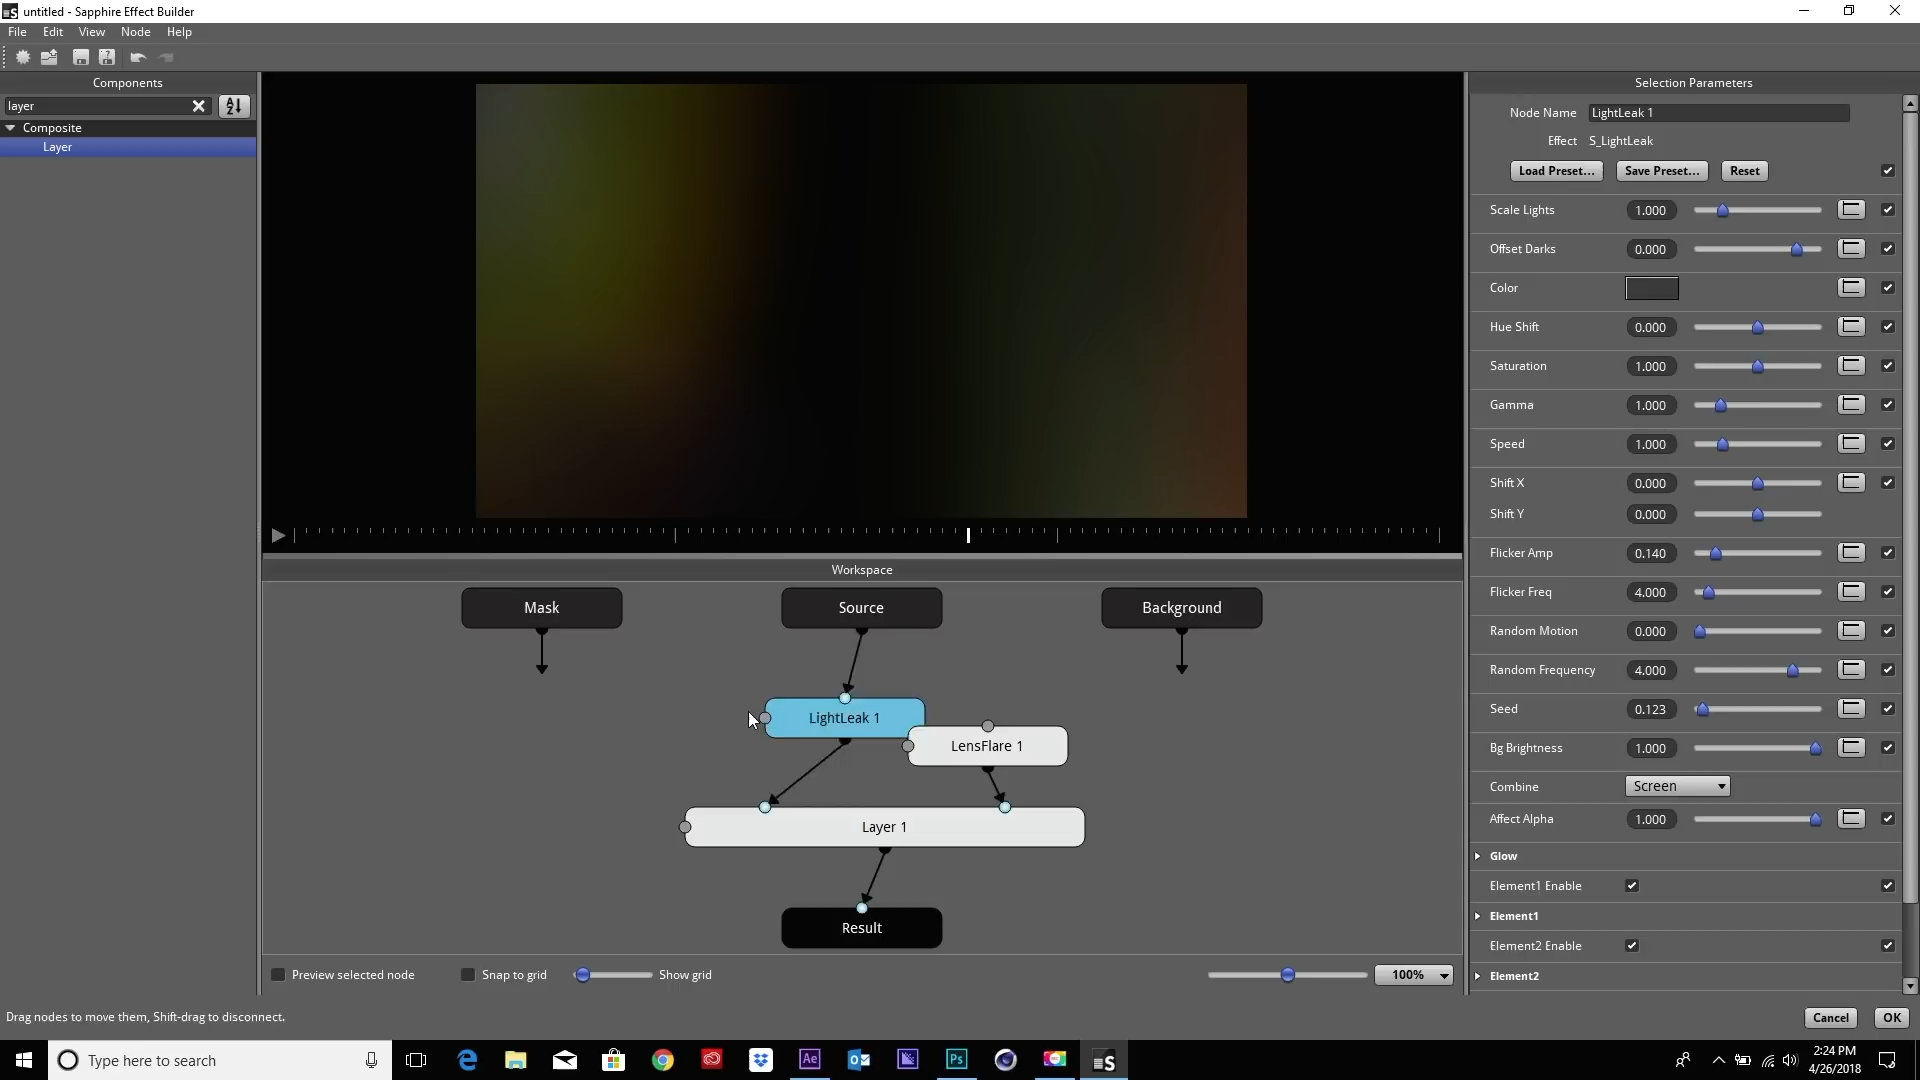 untitled - Sapphire Effect Builder
File Edit View Node Help
Components
layer
Composite
Layer
Selection Parameters
Node Name LightLeak 1
Effect S_LightLeak
Load Preset... Save Preset... Reset
Scale Lights 1.000
Offset Darks 0.000
Color
Hue Shift 0.000
Saturation 1.000
Gamma 1.000
Speed 1.000
Shift X 0.000
Shift Y 0.000
Flicker Amp 0.140
Flicker Freq 4.000
Random Motion 0.000
Random Frequency 4.000
Seed 0.123
Bg Brightness 1.000
Combine Screen
Affect Alpha 1.000
Glow
Element1 Enable
Element1
Element2 Enable
Element2
Workspace
Mask Source Background
LightLeak 1
LensFlare 1
Layer 1
Result
Preview selected node Snap to grid Show grid 100%
Drag nodes to move them, Shift-drag to disconnect.
Cancel OK
Type here to search
Ae
Ps
2:24 PM
4/26/2018